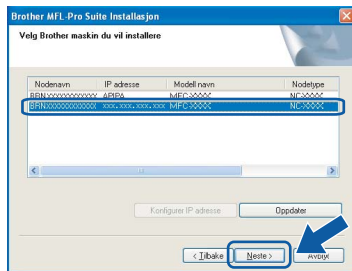 Brother MFL-Pro Suite Installasjon
Velg Brother maskin du vil installere
Nodenavn IP adresse Modell navn Nodetype
BRNXXXXXXXXXXXX APIPA MFC-XXXX NC-XXXX
BRNXXXXXXXXXXXX xxx.xxx.xxx.xxx MFC-XXXX NC-XXXX
Konfigurer IP adresse Oppdater
< Tilbake Neste > Avbryt